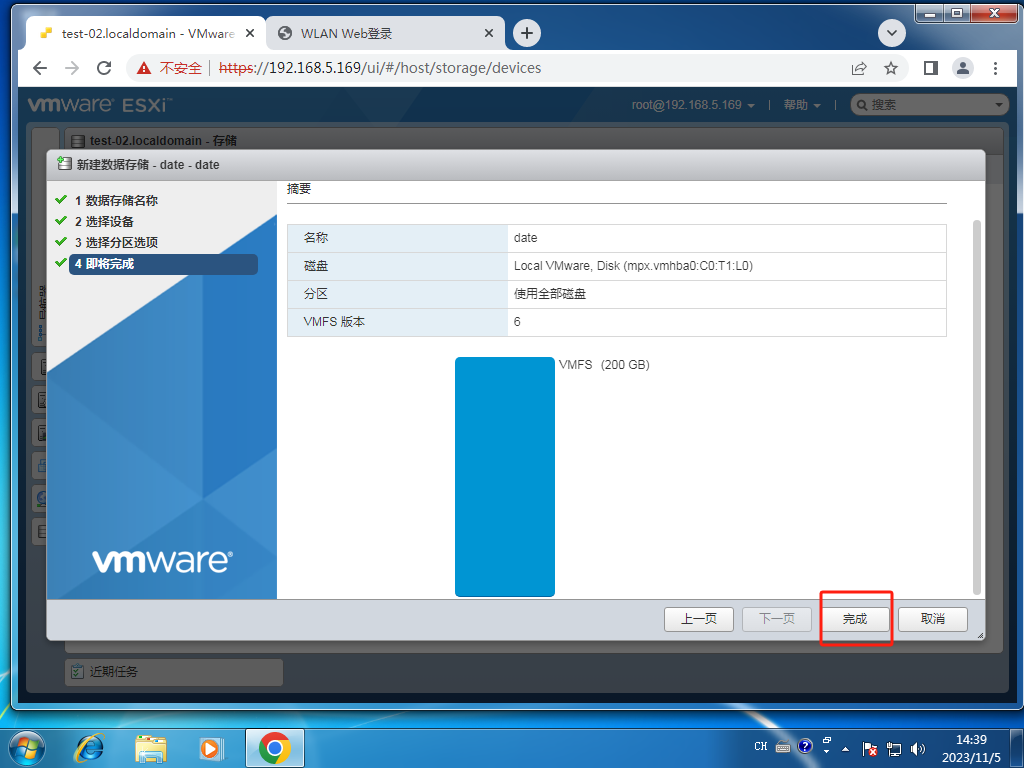 test-02.localdomain - VMware
WLAN Web登录
不安全 | https://192.168.5.169/ui/#/host/storage/devices
vmware ESXi™
root@192.168.5.169 | 帮助 | 搜索
test-02.localdomain - 存储
新建数据存储 - date - date
1 数据存储名称
2 选择设备
3 选择分区选项
4 即将完成
摘要
名称 date
磁盘 Local VMware, Disk (mpx.vmhba0:C0:T1:L0)
分区 使用全部磁盘
VMFS 版本 6
VMFS (200 GB)
vmware®
上一页 下一页 完成 取消
近期任务
CH
14:39
2023/11/5